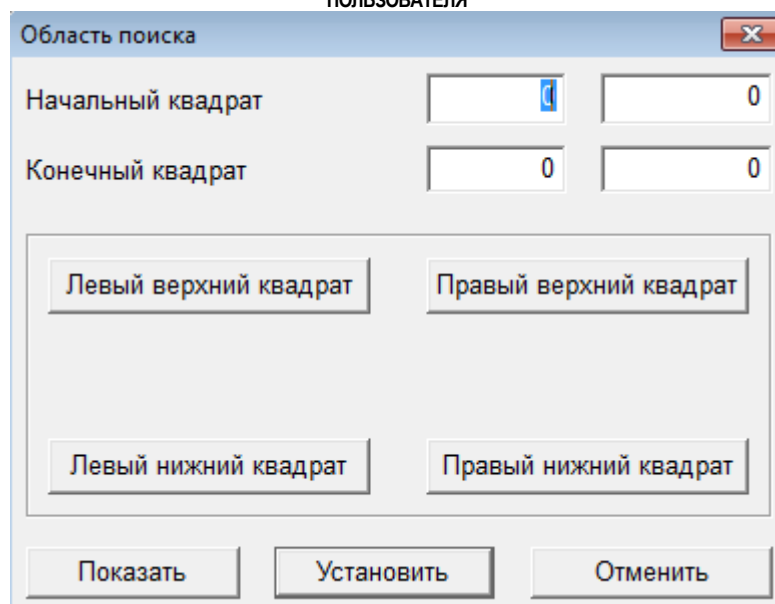 ПОЛЬЗОВАТЕЛЯ
Область поиска
Начальный квадрат 0 0
Конечный квадрат 0 0
Левый верхний квадрат Правый верхний квадрат
Левый нижний квадрат Правый нижний квадрат
Показать Установить Отменить